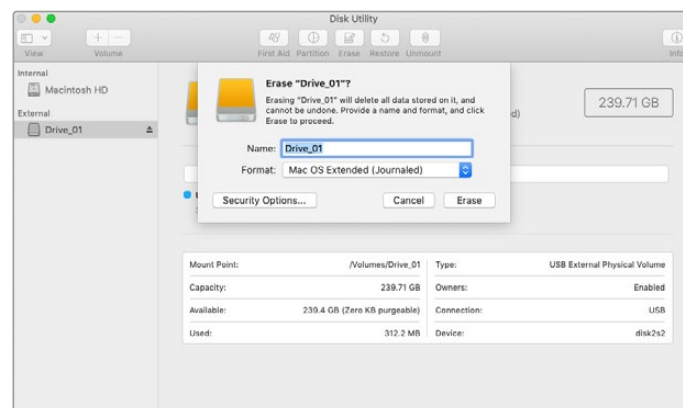 Disk Utility
View
Volume
First Aid Partition Erase Restore Unmount
Info
Internal
Macintosh HD
External
Drive_01
Erase "Drive_01"?
Erasing "Drive_01" will delete all data stored on it, and
cannot be undone. Provide a name and format, and click
Erase to proceed.
239.71 GB
Name: Drive_01
Format: Mac OS Extended (Journaled)
Security Options... Cancel Erase
Mount Point: /Volumes/Drive_01 Type: USB External Physical Volume
Capacity: 239.71 GB Owners: Enabled
Available: 239.4 GB (Zero KB purgeable) Connection: USB
Used: 312.2 MB Device: disk2s2